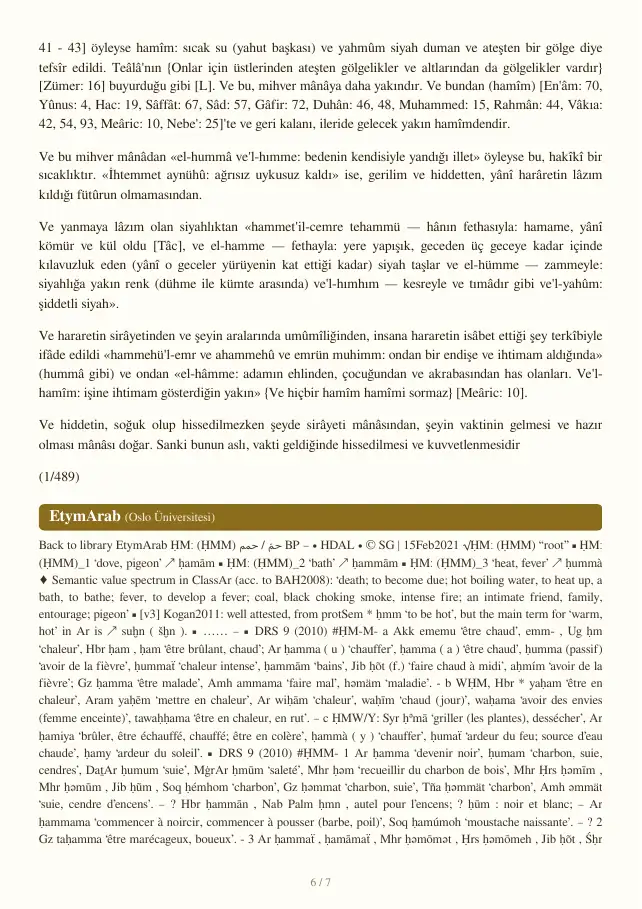 41 - 43] öyleyse hamîm: sıcak su (yahut başkası) ve yahmûm siyah duman ve ateşten bir gölge diye
tefsîr edildi. Teâlâ'nın {Onlar için üstlerinden ateşten gölgelikler ve altlarından da gölgelikler vardır}
[Zümer: 16] buyurduğu gibi [L]. Ve bu, mihver mânâya daha yakındır. Ve bundan (hamîm) [En'âm: 70,
Yûnus: 4, Hac: 19, Sâffât: 67, Sâd: 57, Gâfir: 72, Duhân: 46, 48, Muhammed: 15, Rahmân: 44, Vâkıa:
42, 54, 93, Meâric: 10, Nebe': 25]'te ve geri kalanı, ileride gelecek yakın hamîmdendir.
Ve bu mihver mânâdan «el-hummâ ve'l-hımme: bedenin kendisiyle yandığı illet» öyleyse bu, hakîkî bir
sıcaklıktır. «İhtemmet aynühû: ağrısız uykusuz kaldı» ise, gerilim ve hiddetten, yânî harâretin lâzım
kıldığı fütûrun olmamasından.
Ve yanmaya lâzım olan siyahlıktan «hammet'il-cemre tehammü — hânın fethasıyla: hamame, yânî
kömür ve kül oldu [Tâc], ve el-hamme — fethayla: yere yapışık, geceden üç geceye kadar içinde
kılavuzluk eden (yânî o geceler yürüyenin kat ettiği kadar) siyah taşlar ve el-hümme — zammeyle:
siyahlığa yakın renk (dühme ile kümte arasında) ve'l-hımhım — kesreyle ve tımâdır gibi ve'l-yahûm:
şiddetli siyah».
Ve hararetin sirâyetinden ve şeyin aralarında umûmîliğinden, insana hararetin isâbet ettiği şey terkîbiyle
ifâde edildi «hammehü'l-emr ve ahammehû ve emrün muhimm: ondan bir endişe ve ihtimam aldığında»
(hummâ gibi) ve ondan «el-hâmme: adamın ehlinden, çocuğundan ve akrabasından has olanları. Ve'l-
hamîm: işine ihtimam gösterdiğin yakın» {Ve hiçbir hamîm hamîmi sormaz} [Meâric: 10].
Ve hiddetin, soğuk olup hissedilmezken şeyde sirâyeti mânâsından, şeyin vaktinin gelmesi ve hazır
olması mânâsı doğar. Sanki bunun aslı, vakti geldiğinde hissedilmesi ve kuvvetlenmesidir
(1/489)
EtymArab (Oslo Üniversitesi)
Back to library EtymArab ḤMː (ḤMM) حمّ / حمم BP – • HDAL • © SG | 15Feb2021 √ḤMː (ḤMM) “root” ▪ ḤMː
(ḤMM)_1 ‘dove, pigeon’ ↗ ḥamām ▪ ḤMː (ḤMM)_2 ‘bath’ ↗ ḥammām ▪ ḤMː (ḤMM)_3 ‘heat, fever’ ↗ ḥummà
♦ Semantic value spectrum in ClassAr (acc. to BAH2008): ‘death; to become due; hot boiling water, to heat up, a
bath, to bathe; fever, to develop a fever; coal, black choking smoke, intense fire; an intimate friend, family,
entourage; pigeon’ ▪ [v3] Kogan2011: well attested, from protSem * ḥmm ‘to be hot’, but the main for ‘warm,
hot’ in Ar is ↗ suḫn ( šḫn ). ▪ …… – ▪ DRS 9 (2010) #ḤM-M- a Akk ememu ‘être chaud’, emm- , Ug ḥm
‘chaleur’, Hbr ḥam , ḥam ‘être brûlant, chaud’; Ar ḥamma ( u ) ‘chauffer’, ḥamma ( a ) ‘être chaud’, ḥumma (passif)
‘avoir de la fièvre’, ḥummaẗ ‘chaleur intense’, ḥammām ‘bains’, Jib ḥõt (f.) ‘faire chaud à midi’, aḥmím ‘avoir de la
fièvre’; Gz ḥamma ‘être malade’, Amh ammama ‘faire mal’, həmäm ‘maladie’. - b WḤM, Hbr * yaḥam ‘être en
chaleur’, Aram yaḥēm ‘mettre en chaleur’, Ar wiḥām ‘chaleur’, waḥīm ‘chaud (jour)’, waḥama ‘avoir des envies
(femme enceinte)’, tawaḥḥama ‘être en chaleur, en rut’. – c ḤMW/Y: Syr ḥᵊmā ‘griller (les plantes), dessécher’, Ar
ḥamiya ‘brûler, être échauffé, chauffé; être en colère’, ḥammà ( y ) ‘chauffer’, ḥumaẗ ‘ardeur du feu; source d’eau
chaude’, ḥamy ‘ardeur du soleil’. ▪ DRS 9 (2010) #ḤMM- 1 Ar ḥamma ‘devenir noir’, ḥumam ‘charbon, suie,
cendres’, DaṯAr ḥumum ‘suie’, MġrAr ḥmūm ‘saleté’, Mhr ḥəm ‘recueillir du charbon de bois’, Mhr Ḥrs ḥəmīm ,
Mhr ḥəmūm , Jib ḥũm , Soq ḥémhom ‘charbon’, Gz ḥəmmat ‘charbon, suie’, Tña ḥəmmät ‘charbon’, Amh əmmät
‘suie, cendre d’encens’. – ? Hbr ḥammān , Nab Palm ḥmn , autel pour l’encens; ? ḥūm : noir et blanc; – Ar
ḥammama ‘commencer à noircir, commencer à pousser (barbe, poil)’, Soq ḥamúmoh ‘moustache naissante’. – ? 2
Gz taḥamma ‘être marécageux, boueux’. - 3 Ar ḥammaẗ , ḥamāmaẗ , Mhr ḥəmōmət , Ḥrs ḥəmōmeh , Jib ḥõt , Śḥr
6 / 7